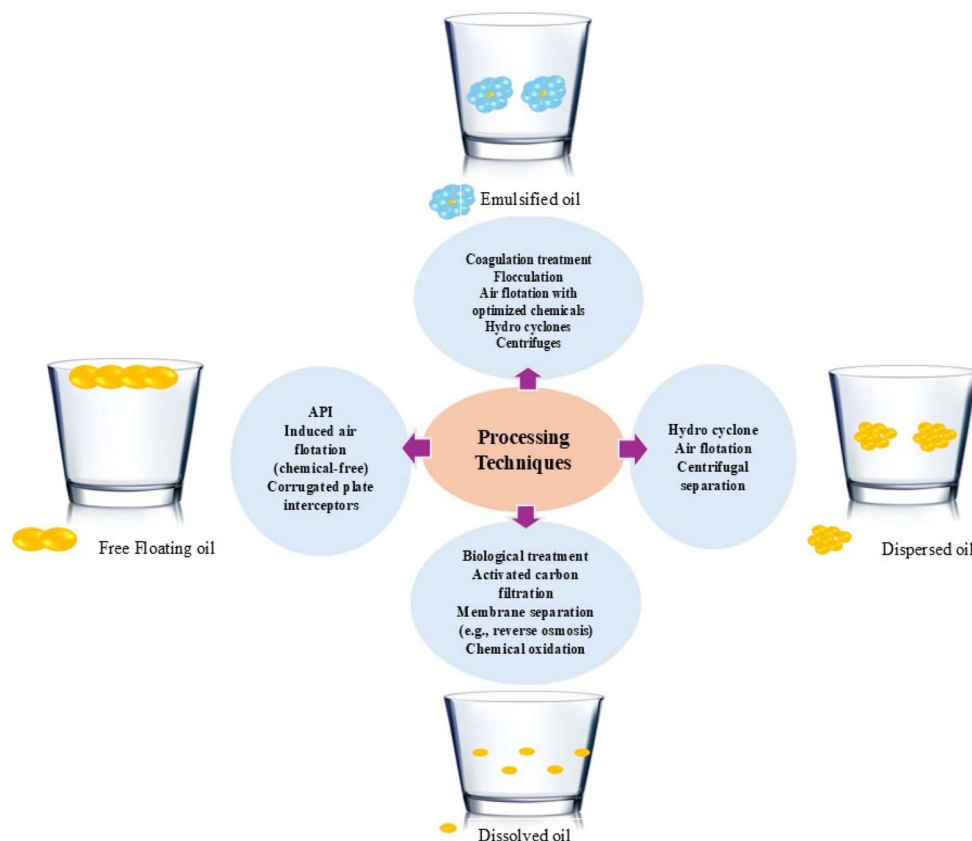 Emulsified oil
Coagulation treatment
Flocculation
Air flotation with
optimized chemicals
Hydro cyclones
Centrifuges
API
Induced air
flotation
(chemical-free)
Corrugated plate
interceptors
Processing
Techniques
Hydro cyclone
Air flotation
Centrifugal
separation
Free Floating oil
Dispersed oil
Biological treatment
Activated carbon
filtration
Membrane separation
(e.g., reverse osmosis)
Chemical oxidation
Dissolved oil